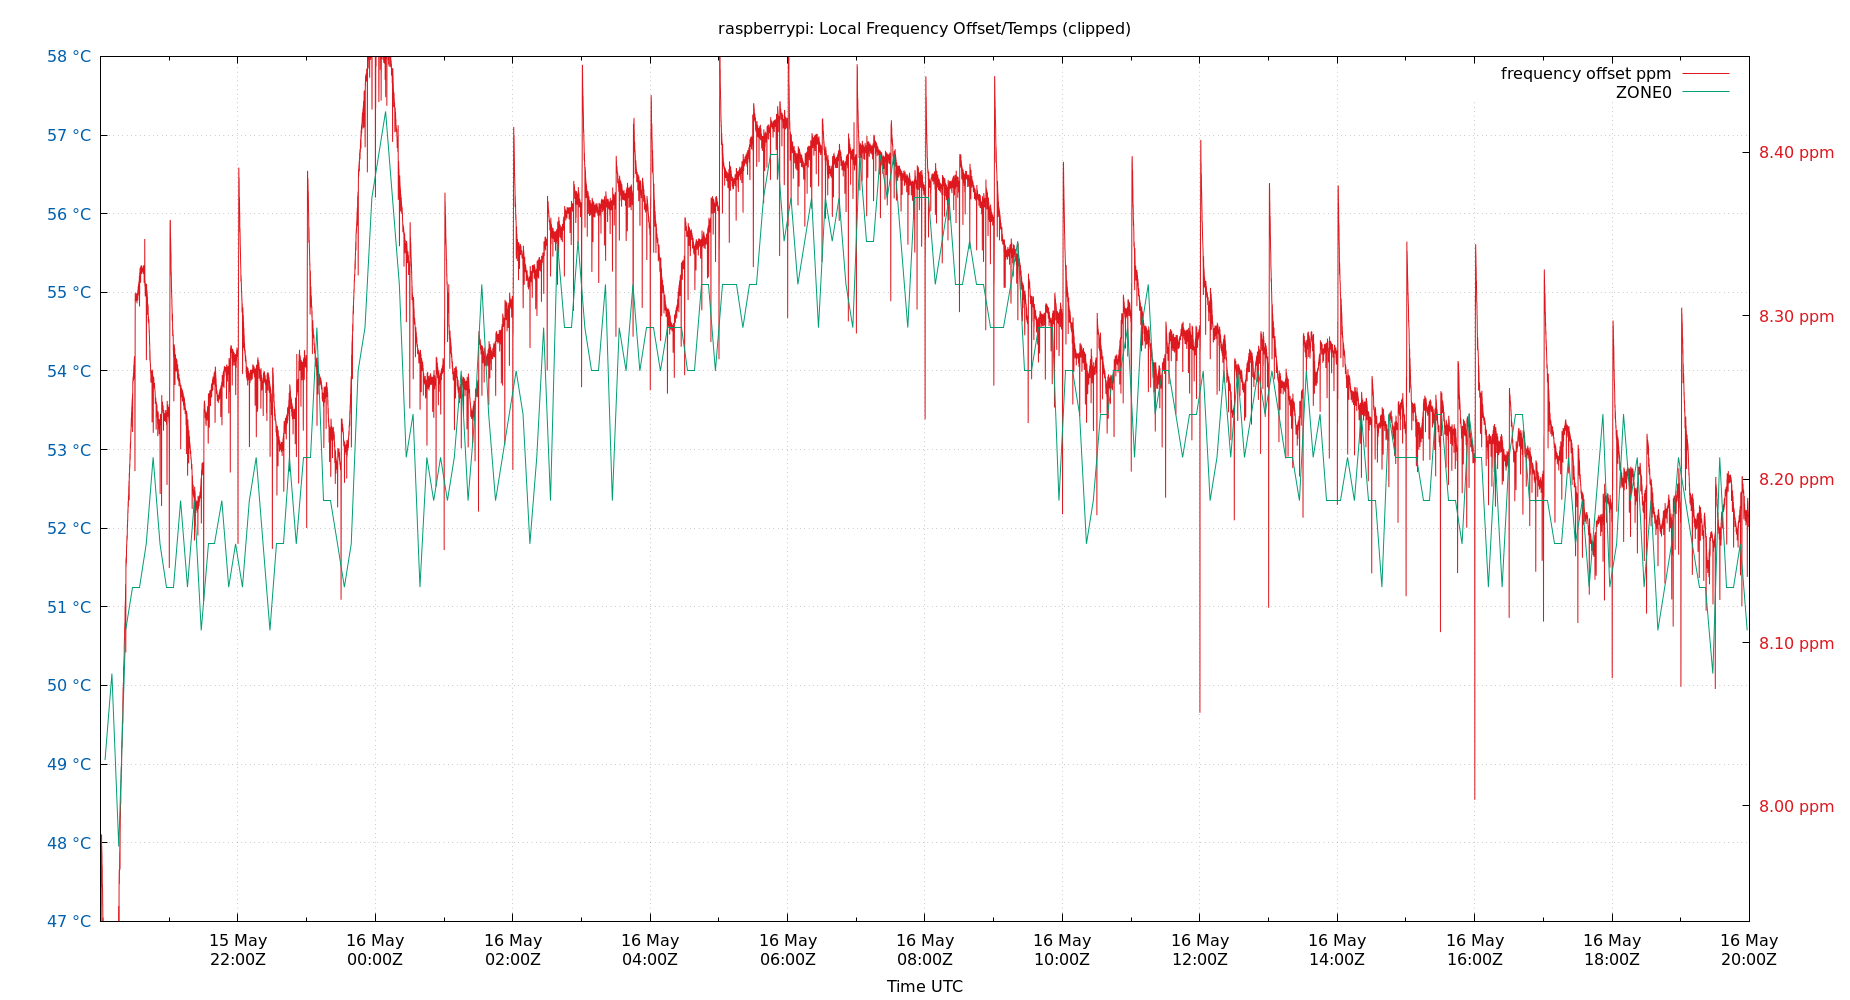 raspberrypi: Local Frequency Offset/Temps (clipped)
frequency offset ppm
ZONE0
58 °C
57 °C
56 °C
55 °C
54 °C
53 °C
52 °C
51 °C
50 °C
49 °C
48 °C
47 °C
8.40 ppm
8.30 ppm
8.20 ppm
8.10 ppm
8.00 ppm
15 May
22:00Z
16 May
00:00Z
16 May
02:00Z
16 May
04:00Z
16 May
06:00Z
16 May
08:00Z
16 May
10:00Z
16 May
12:00Z
16 May
14:00Z
16 May
16:00Z
16 May
18:00Z
16 May
20:00Z
Time UTC